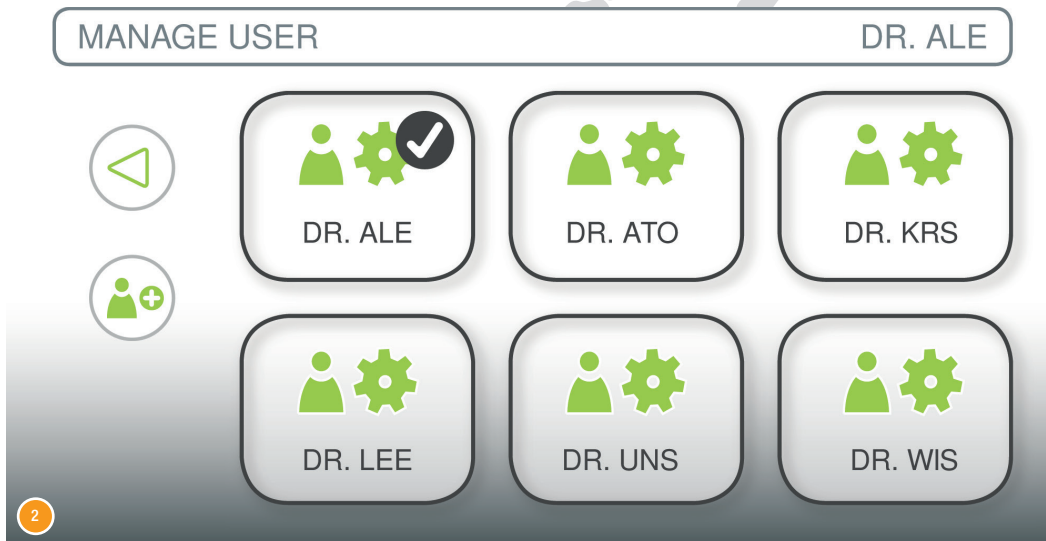 MANAGE USER DR. ALE
DR. ALE DR. ATO DR. KRS
DR. LEE DR. UNS DR. WIS
2